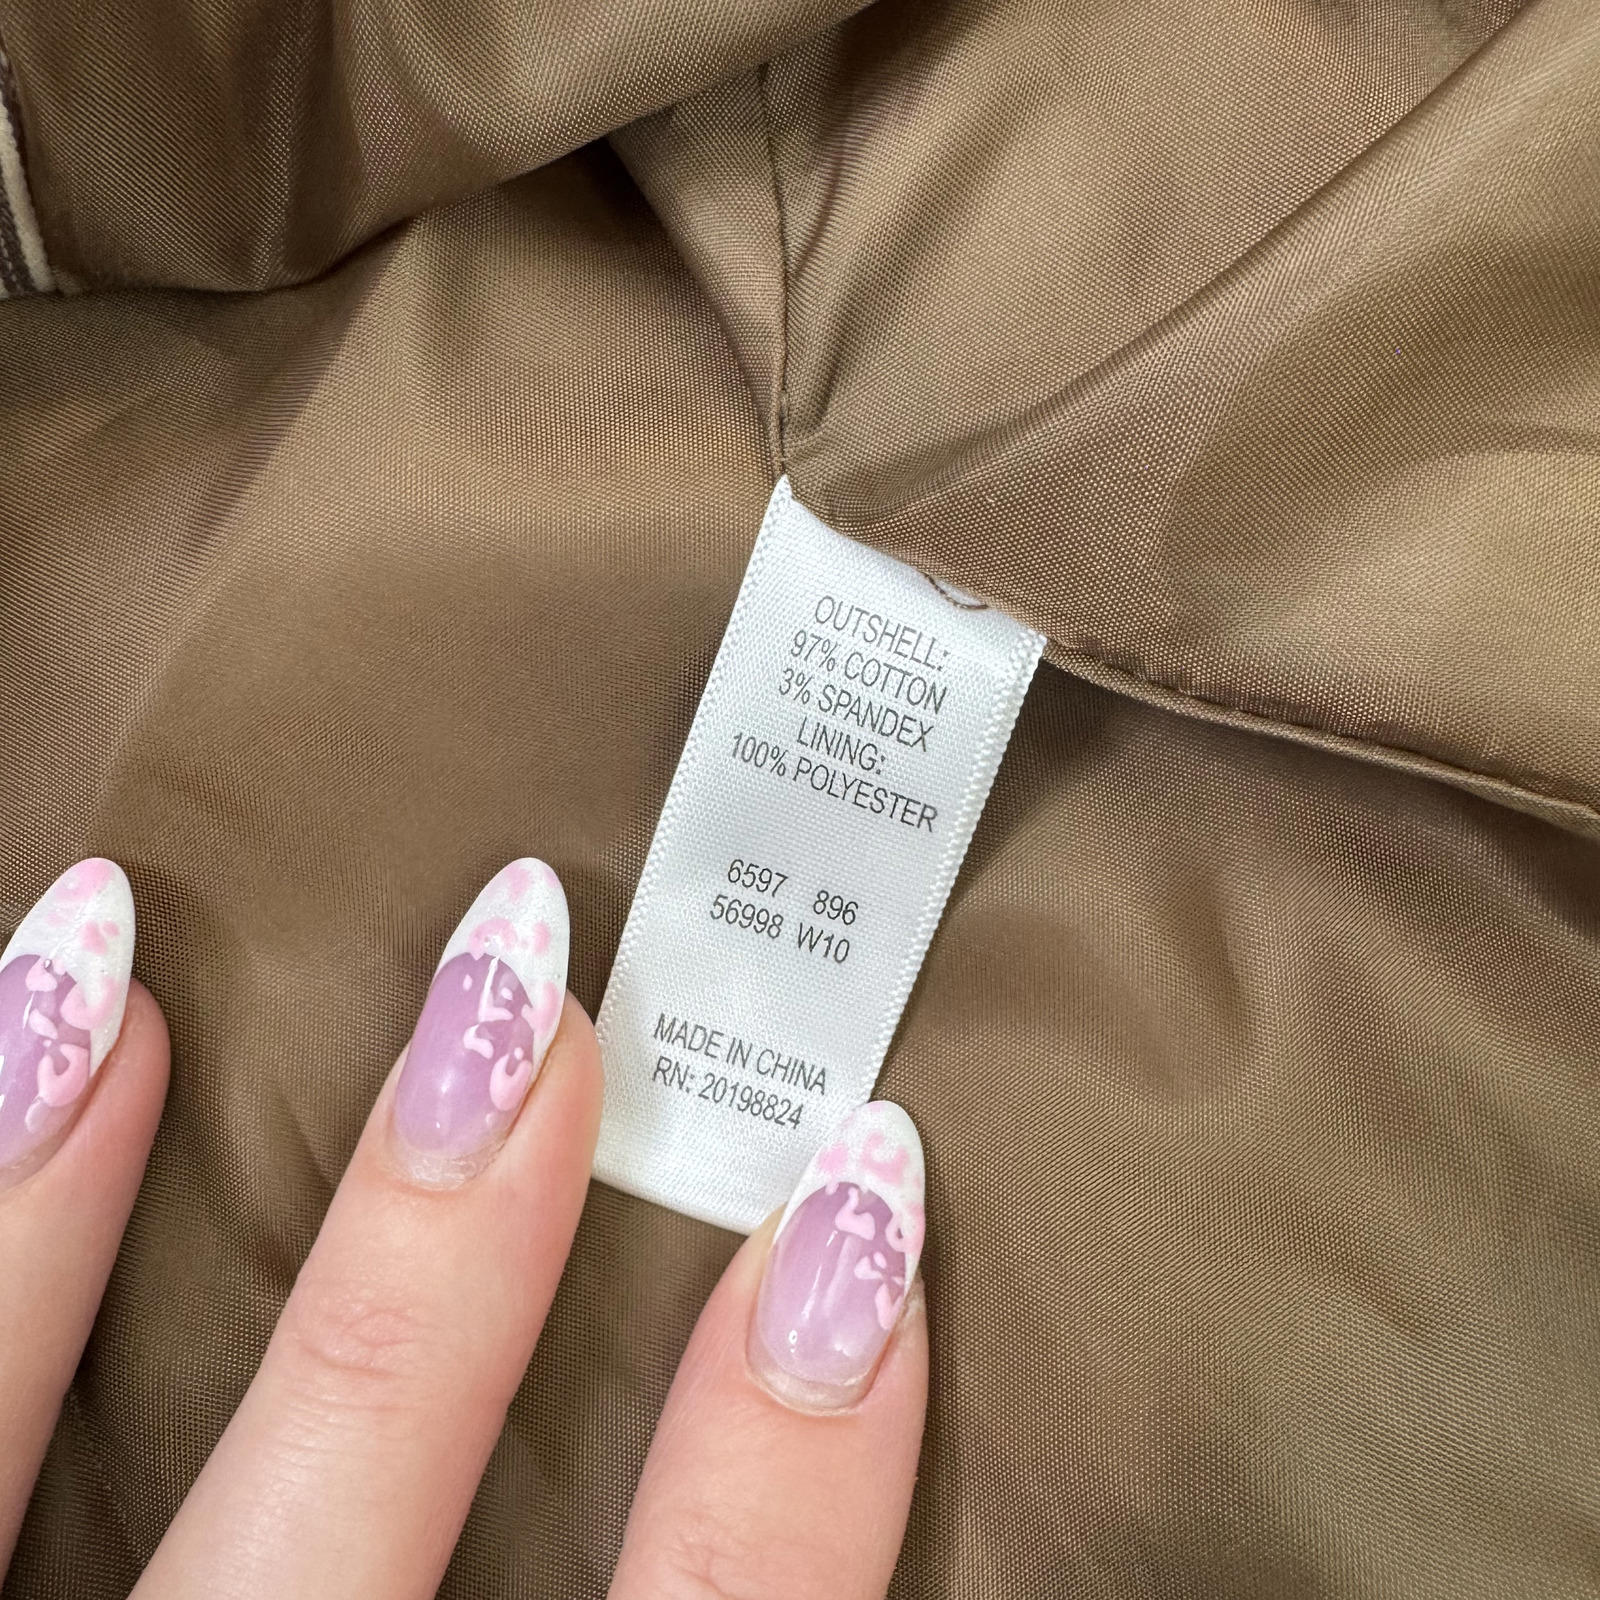 OUTSHELL:
97% COTTON
3% SPANDEX
LINING:
100% POLYESTER
6597 896
56998 W10
MADE IN CHINA
RN: 20198824